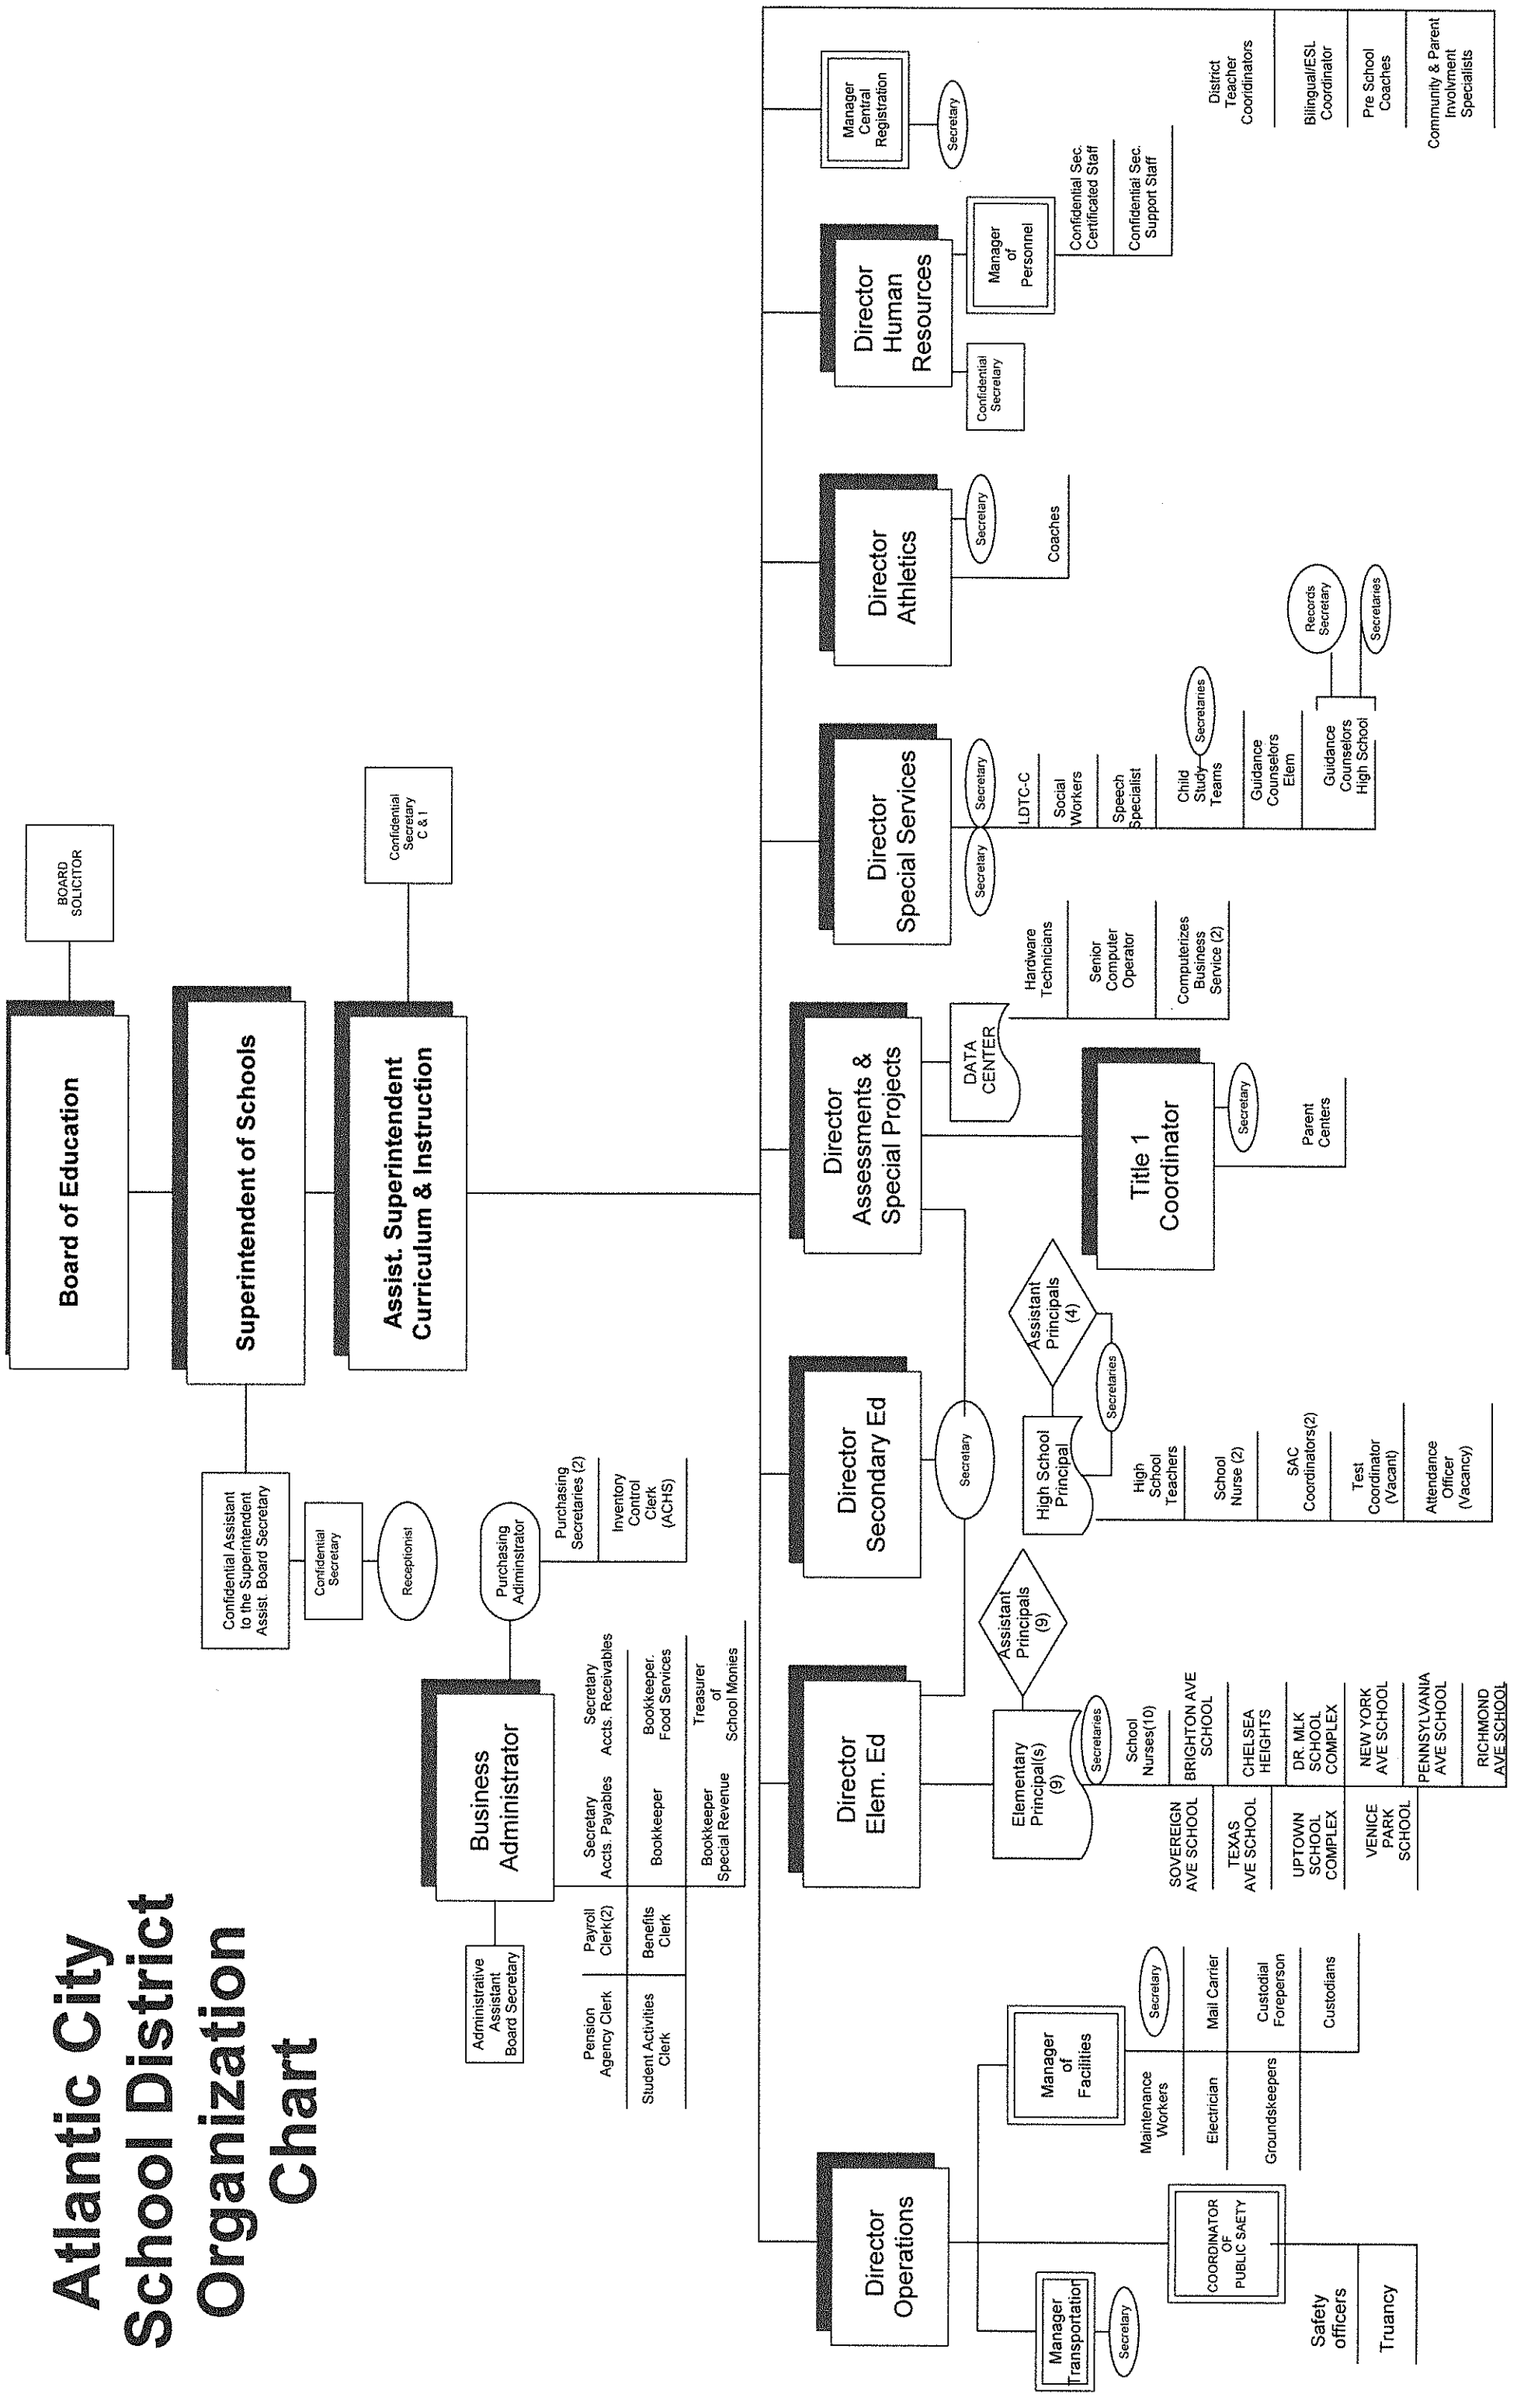 Atlantic City
School District
Organization
Chart
Board of Education
BOARD
SOLICITOR
Superintendent of Schools
Confidential Assistant
to the Superintendent
Assist. Board Secretary
Confidential
Secretary
Receptionist
Assist. Superintendent
Curriculum & Instruction
Confidential
Secretary
C & I
Business
Administrator
Administrative
Assistant
Board Secretary
Purchasing
Adiminstrator
Purchasing
Secretaries (2)
Inventory
Control
Clerk
(ACHS)
Pension
Agency Clerk
Payroll
Clerk(2)
Secretary
Accts. Payables
Secretary
Accts. Receivables
Student Activities
Clerk
Benefits
Clerk
Bookkeeper
Bookkeeper.
Food Services
Bookkeeper
Special Revenue
Treasurer
of
School Monies
Director
Operations
Manager
Transportation
Secretary
COORDINATOR
OF
PUBLIC SAETY
Safety
officers
Truancy
Manager
of
Facilities
Secretary
Maintenance
Workers
Mail Carrier
Electrician
Custodial
Foreperson
Groundskeepers
Custodians
Director
Elem. Ed
Elementary
Principal(s)
(9)
Assistant
Principals
(9)
Secretaries
School
Nurses(10)
SOVEREIGN
AVE SCHOOL
BRIGHTON AVE
SCHOOL
TEXAS
AVE SCHOOL
CHELSEA
HEIGHTS
UPTOWN
SCHOOL
COMPLEX
DR. MLK
SCHOOL
COMPLEX
VENICE
PARK
SCHOOL
NEW YORK
AVE SCHOOL
PENNSYLVANIA
AVE SCHOOL
RICHMOND
AVE SCHOOL
Director
Secondary Ed
Secretary
High School
Principal
Assistant
Principals
(4)
Secretaries
High
School
Teachers
School
Nurse (2)
SAC
Coordinators(2)
Test
Coordinator
(Vacant)
Attendance
Officer
(Vacancy)
Director
Assessments &
Special Projects
DATA
CENTER
Hardware
Technicians
Senior
Computer
Operator
Computerizes
Business
Service (2)
Title 1
Coordinator
Secretary
Parent
Centers
Director
Special Services
Secretary
Secretary
LDTC-C
Social
Workers
Speech
Specialist
Child
Study
Teams
Secretaries
Guidance
Counselors
Elem
Guidance
Counselors
High School
Records
Secretary
Secretaries
Director
Athletics
Secretary
Coaches
Director
Human
Resources
Confidential
Secretary
Manager
of
Personnel
Confidential Sec.
Certificated Staff
Confidential Sec.
Support Staff
Manager
Central
Registration
Secretary
District
Teacher
Cooridinators
Bilingual/ESL
Coordinator
Pre School
Coaches
Community & Parent
Involvment
Specialists